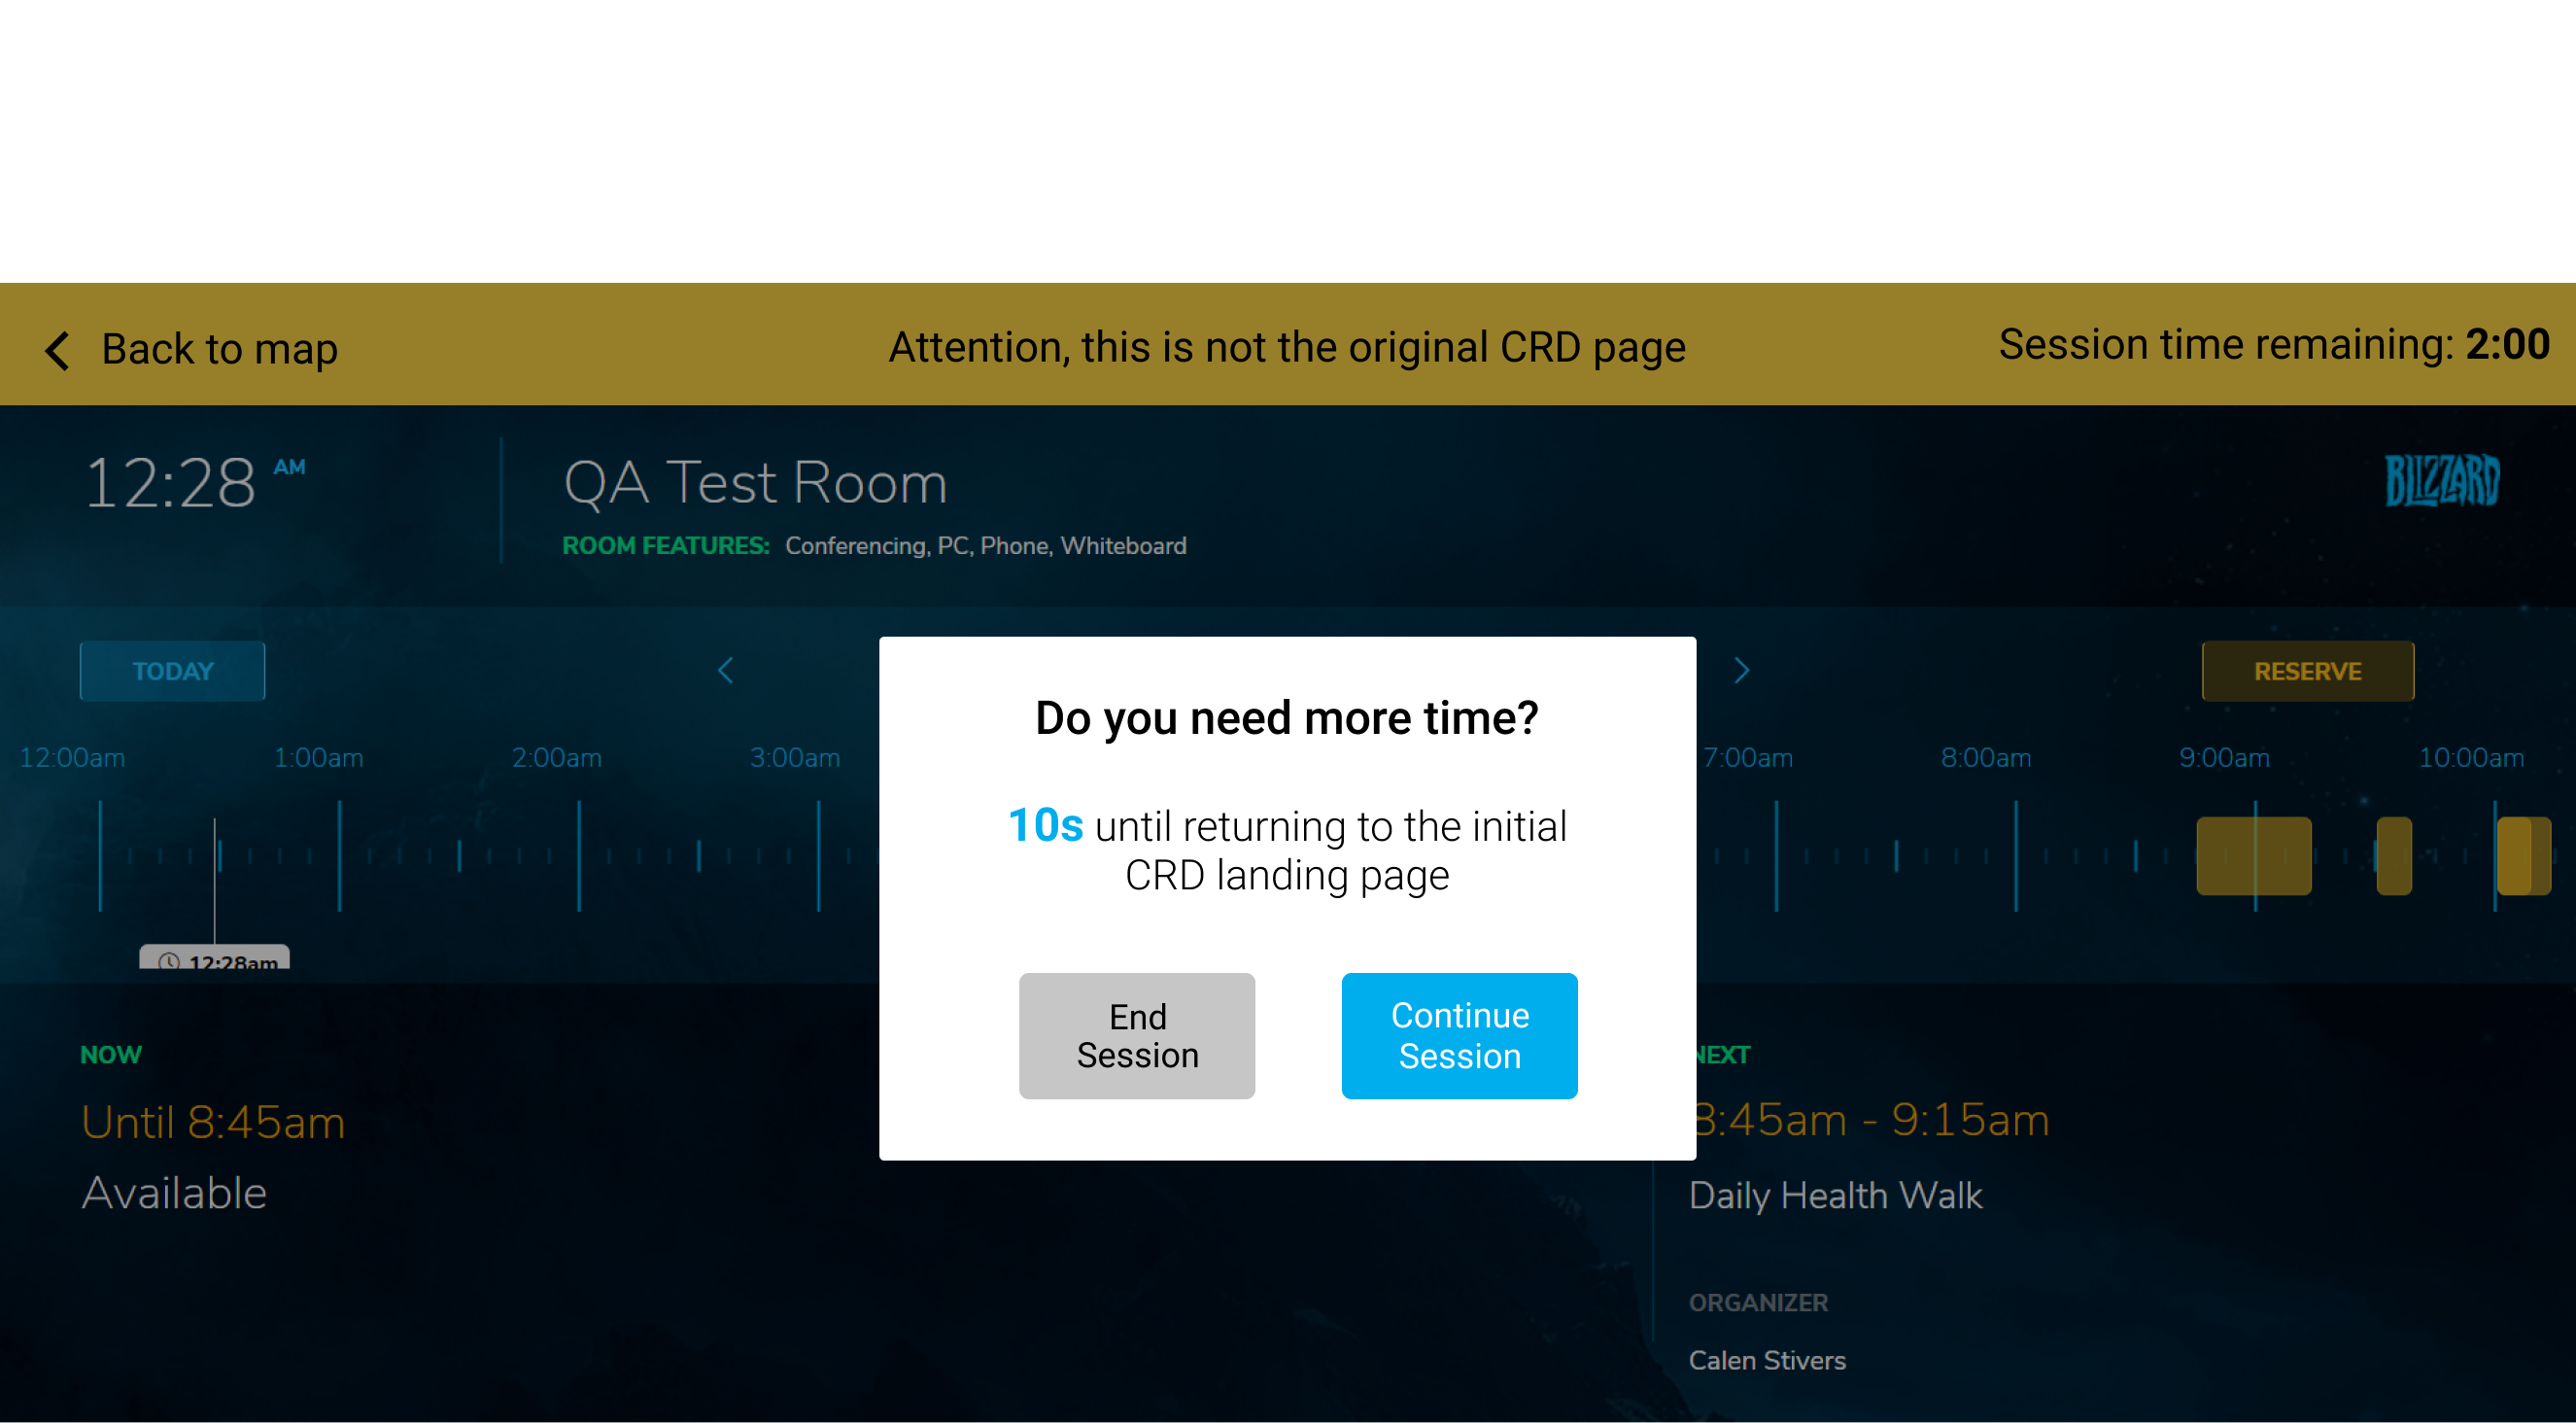 Back to map
Attention, this is not the original CRD page
Session time remaining: 2:00
12:28 AM
QA Test Room
BLIZZARD
ROOM FEATURES: Conferencing, PC, Phone, Whiteboard
TODAY
RESERVE
12:00am 1:00am 2:00am 3:00am 7:00am 8:00am 9:00am 10:00am
12:28am
Do you need more time?
10s until returning to the initial
CRD landing page
End
Session
Continue
Session
NOW
Until 8:45am
Available
NEXT
8:45am - 9:15am
Daily Health Walk
ORGANIZER
Calen Stivers